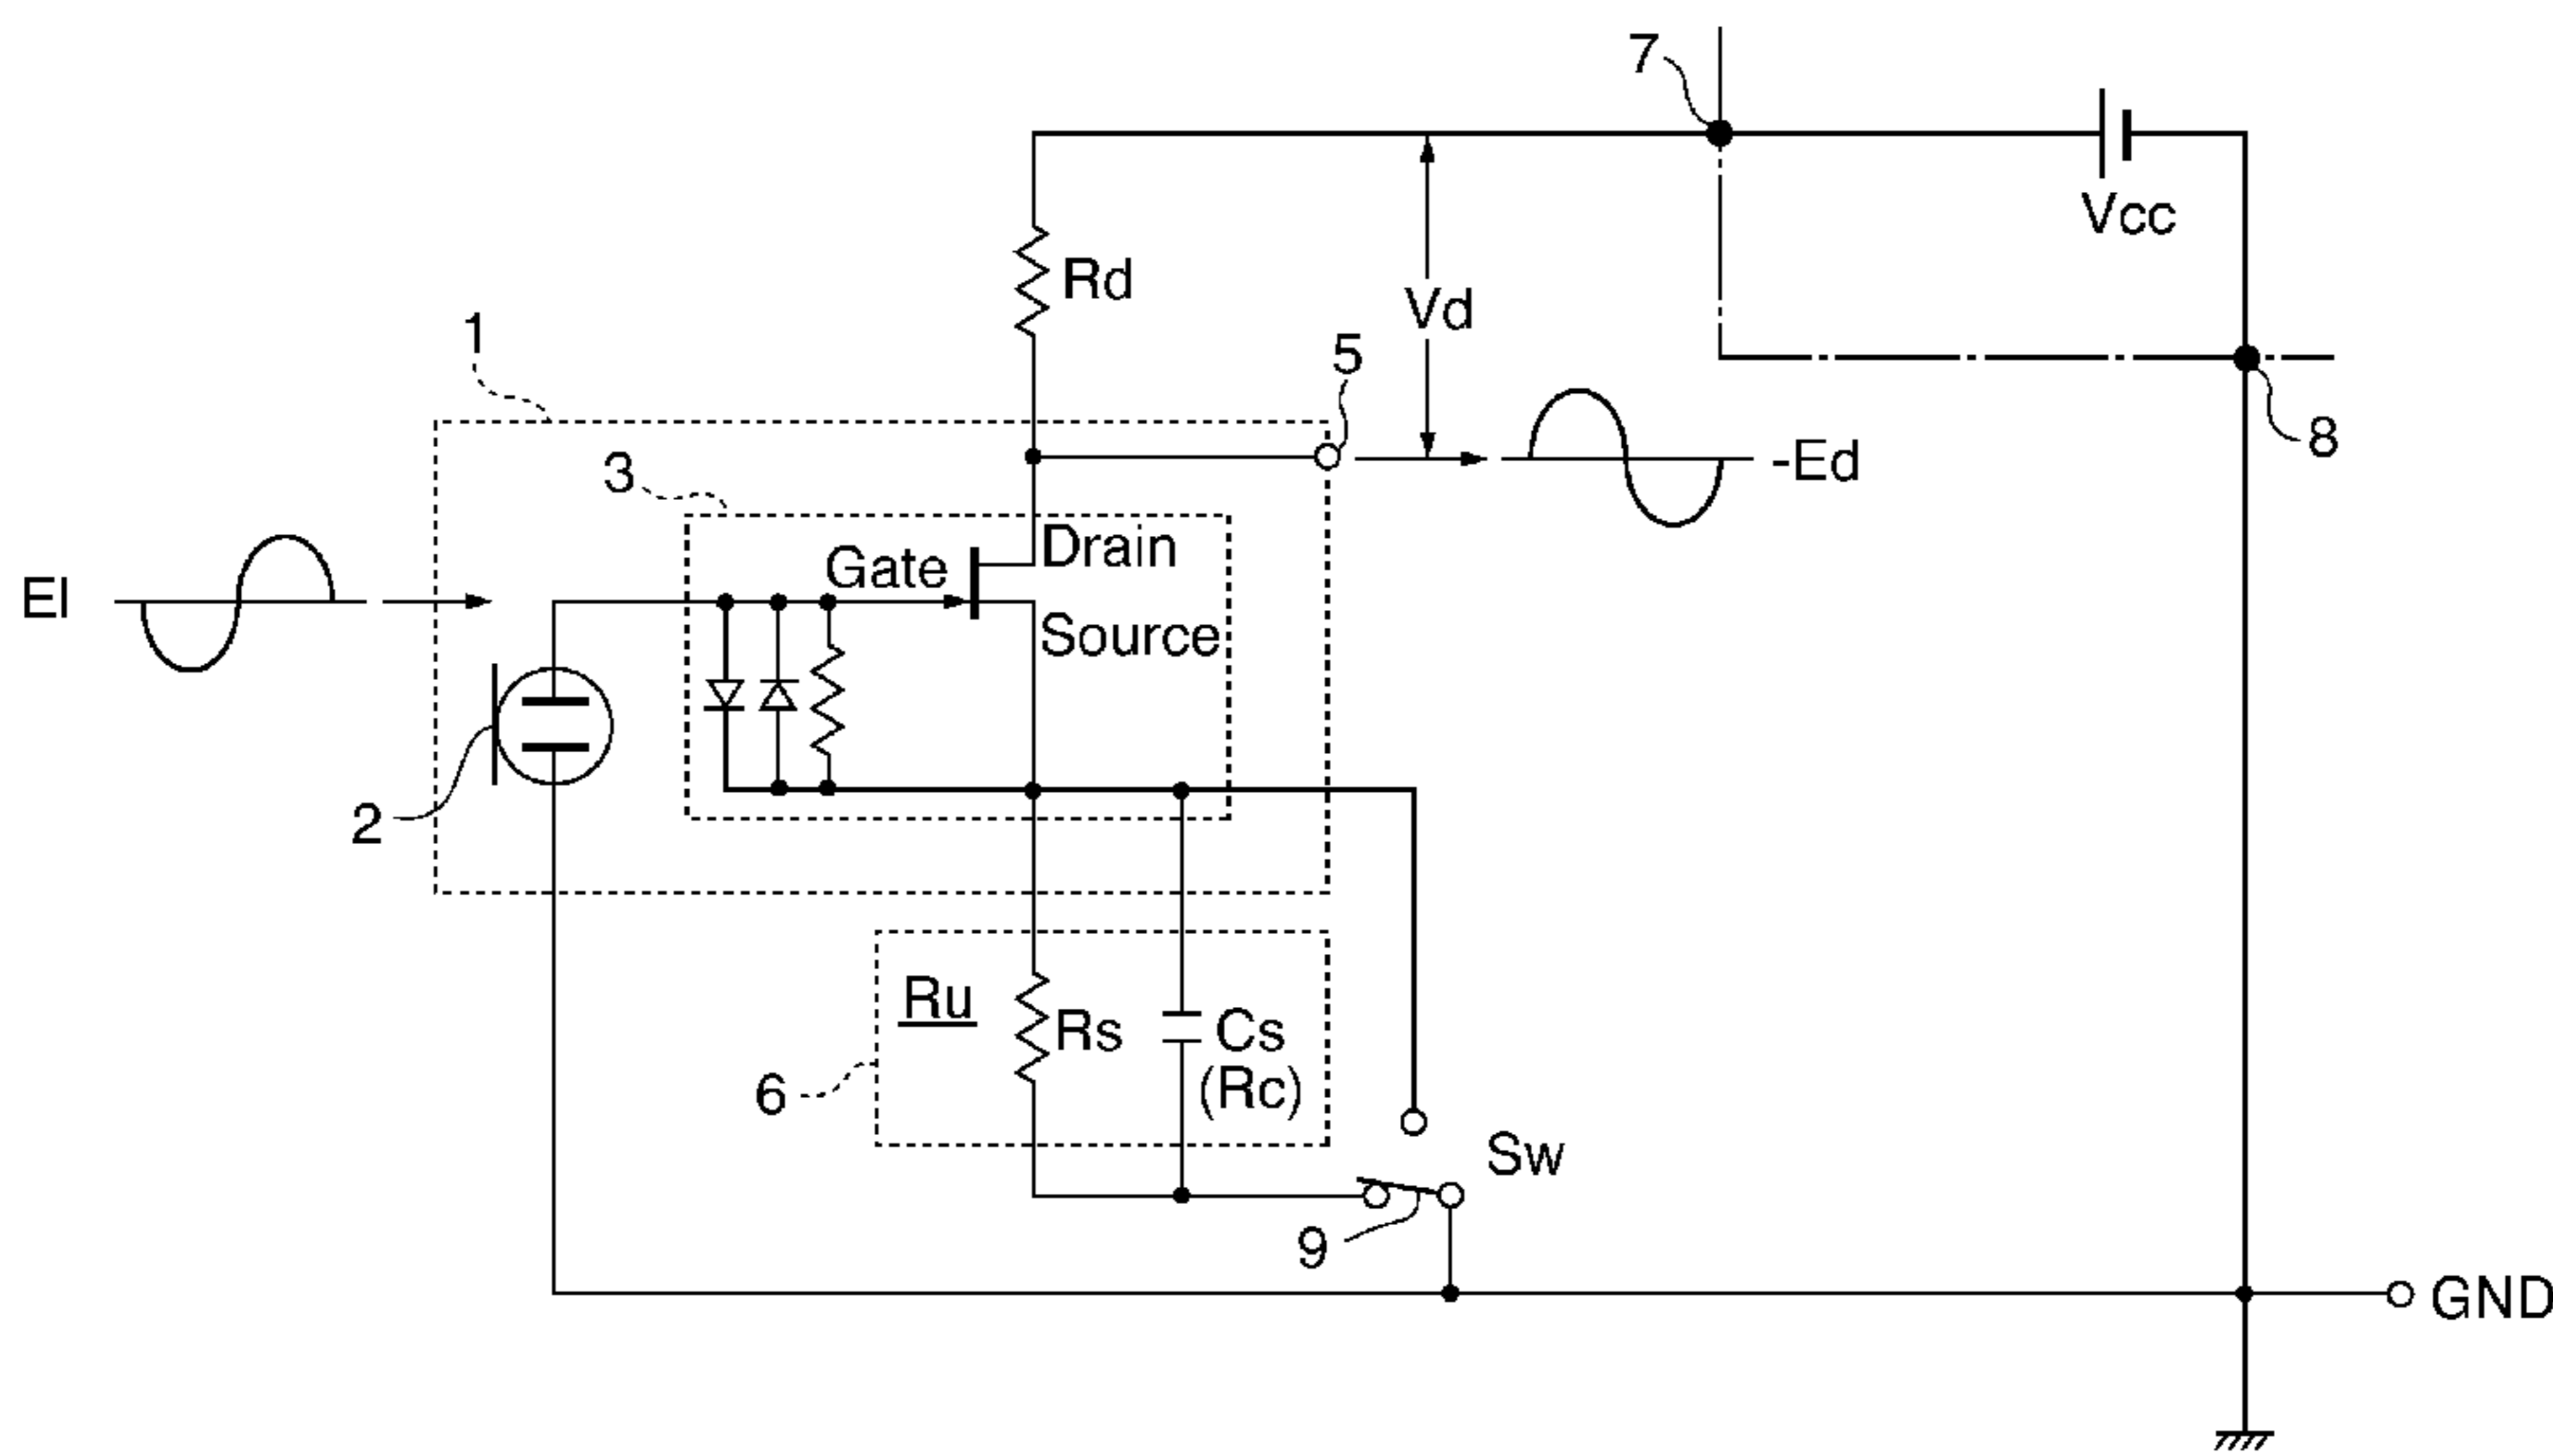 7
Vcc
Rd
Vd
1
5
8
3
-Ed
Drain
Gate
EI
Source
2
Ru
Rs
Cs
(Rc)
6
Sw
9
GND